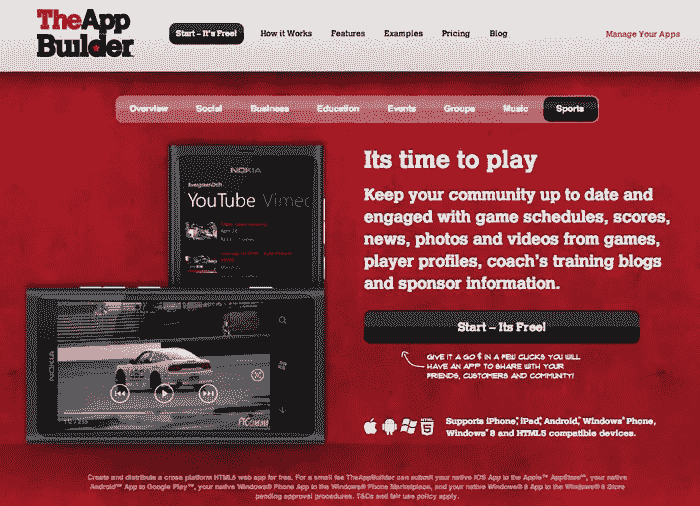 TheApp
Builder
Start – It's Free!
How it Works
Features
Examples
Pricing
Blog
Manage Your Apps
Overview
Social
Business
Education
Events
Groups
Music
Sports
NOKIA
YouTube Vimeo
NOKIA
Its time to play
Keep your community up to date and
engaged with game schedules, scores,
news, photos and videos from games,
player profiles, coach's training blogs
and sponsor information.
Start – Its Free!
GIVE IT A GO & IN A FEW CLICKS YOU WILL
HAVE AN APP TO SHARE WITH YOUR
FRIENDS, CUSTOMERS AND COMMUNITY!
HTML
5
Supports iPhone, iPad, Android, Windows® Phone,
Windows® 8 and HTML5 compatible devices.
Create and distribute a cross platform HTML5 web app for free. For a small fee TheAppBuilder can submit your native iOS App to the Apple™ AppStore™, your native
Android™ App to Google Play™, your native Windows® Phone App to the Windows® Phone Marketplace, and your native Windows® 8 App to the Windows® 8 Store
pending approval procedures. T&Cs and fair use policy apply.